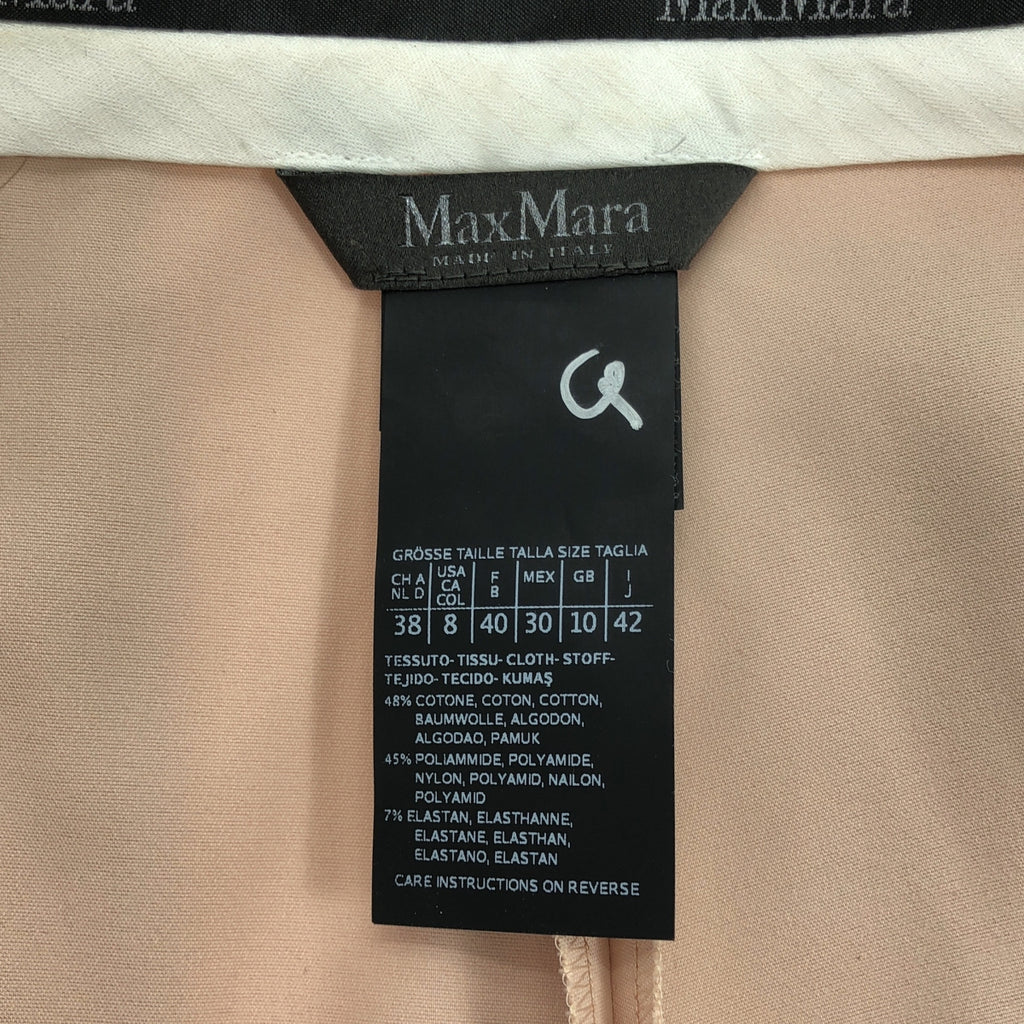 MaxMara
MaxMara
MADE IN ITALY
GRÖSSE TAILLE TALLA SIZE TAGLIA
CH A NL D USA CA COL F B MEX GB I J
38 8 40 30 10 42
TESSUTO- TISSU- CLOTH- STOFF-
TEJIDO- TECIDO- KUMAŞ
48% COTONE, COTON, COTTON,
BAUMWOLLE, ALGODON,
ALGODAO, PAMUK
45% POLIAMMIDE, POLYAMIDE,
NYLON, POLYAMID, NAILON,
POLYAMID
7% ELASTAN, ELASTHANNE,
ELASTANE, ELASTHAN,
ELASTANO, ELASTAN
CARE INSTRUCTIONS ON REVERSE